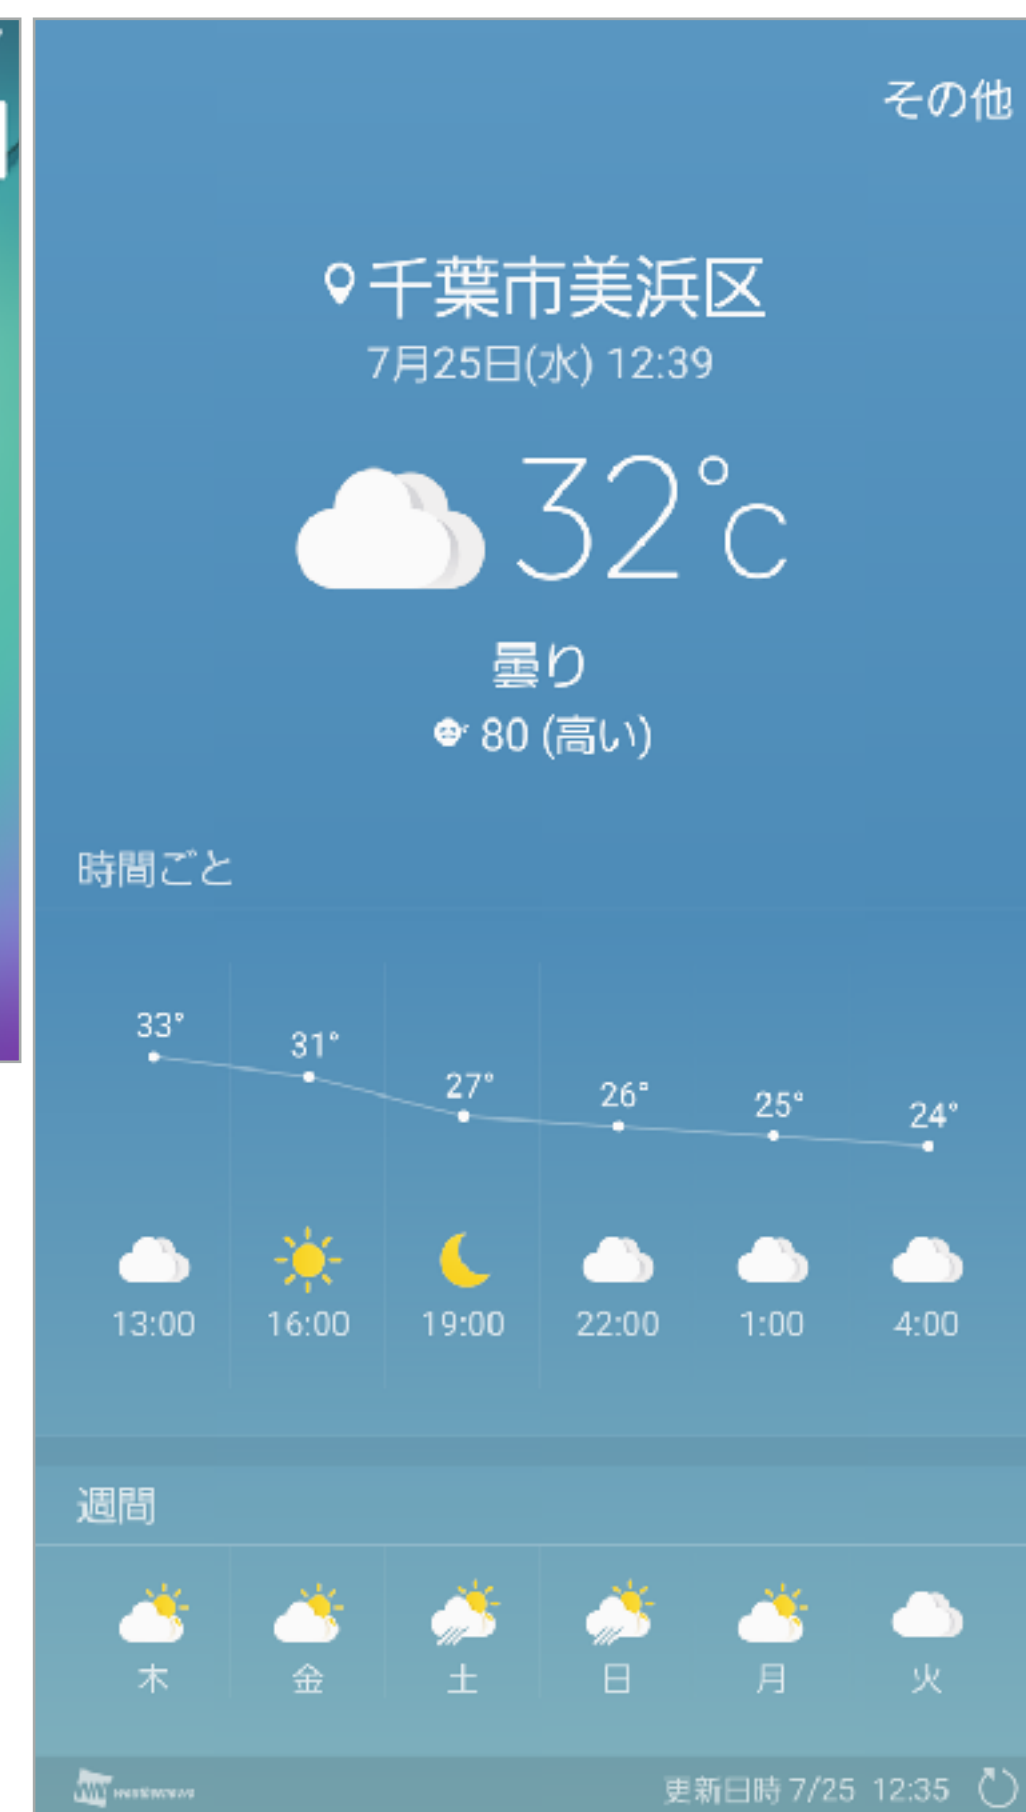 その他
千葉市美浜区
7月25日(水) 12:39
32°c
曇り
80 (高い)
時間ごと
33° 31° 27° 26° 25° 24°
13:00 16:00 19:00 22:00 1:00 4:00
週間
木 金 土 日 月 火
更新日時 7/25 12:35